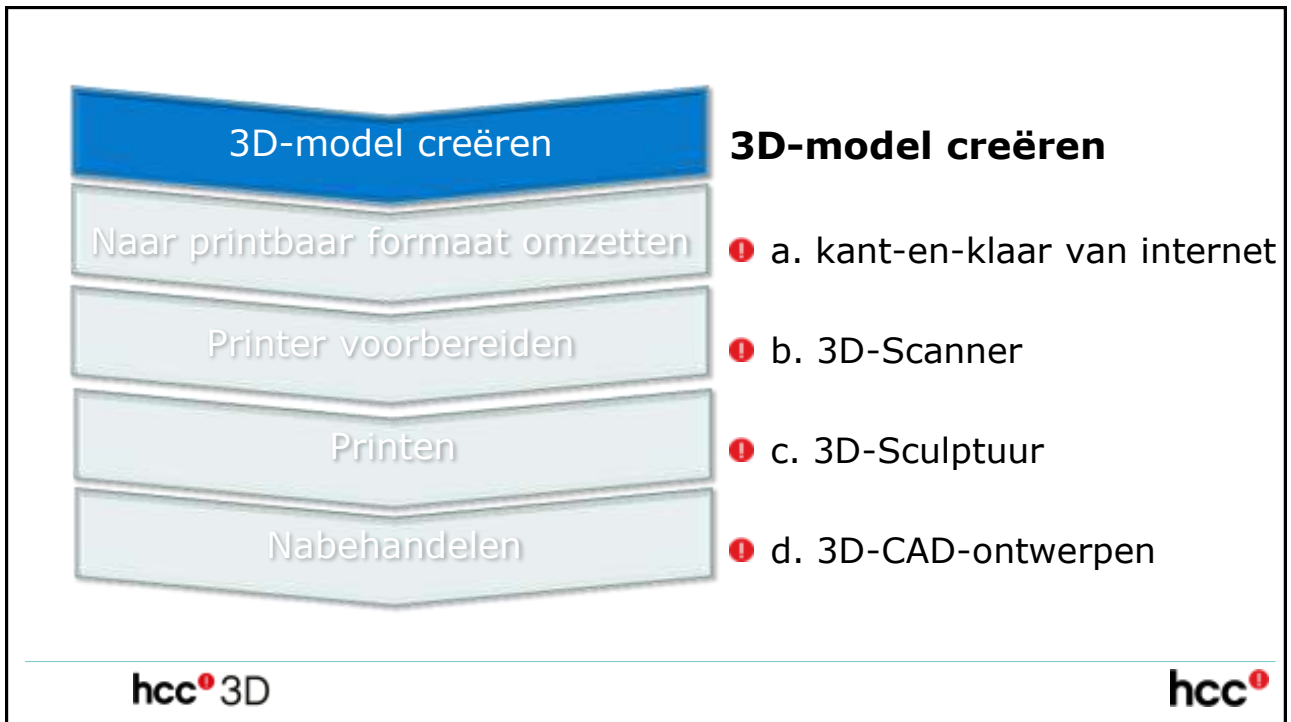 3D-model creëren
Naar printbaar formaat omzetten
Printer voorbereiden
Printen
Nabehandelen
3D-model creëren
a. kant-en-klaar van internet
b. 3D-Scanner
c. 3D-Sculptuur
d. 3D-CAD-ontwerpen
hcc! 3D
hcc!